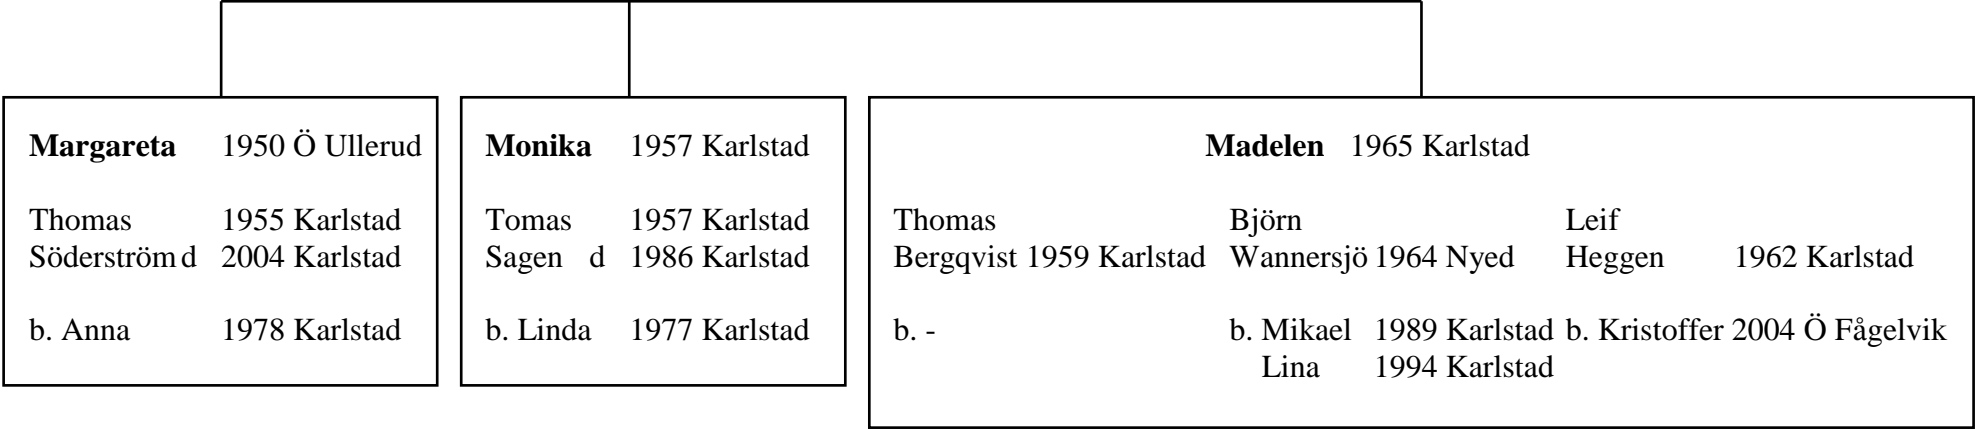 Margareta 1950 Ö Ullerud
Thomas 1955 Karlstad
Söderström d 2004 Karlstad
b. Anna 1978 Karlstad
Monika 1957 Karlstad
Tomas 1957 Karlstad
Sagen d 1986 Karlstad
b. Linda 1977 Karlstad
Madelen 1965 Karlstad
Thomas
Bergqvist 1959 Karlstad
b. -
Björn
Wannersjö 1964 Nyed
b. Mikael 1989 Karlstad
Lina 1994 Karlstad
Leif
Heggen 1962 Karlstad
b. Kristoffer 2004 Ö Fågelvik